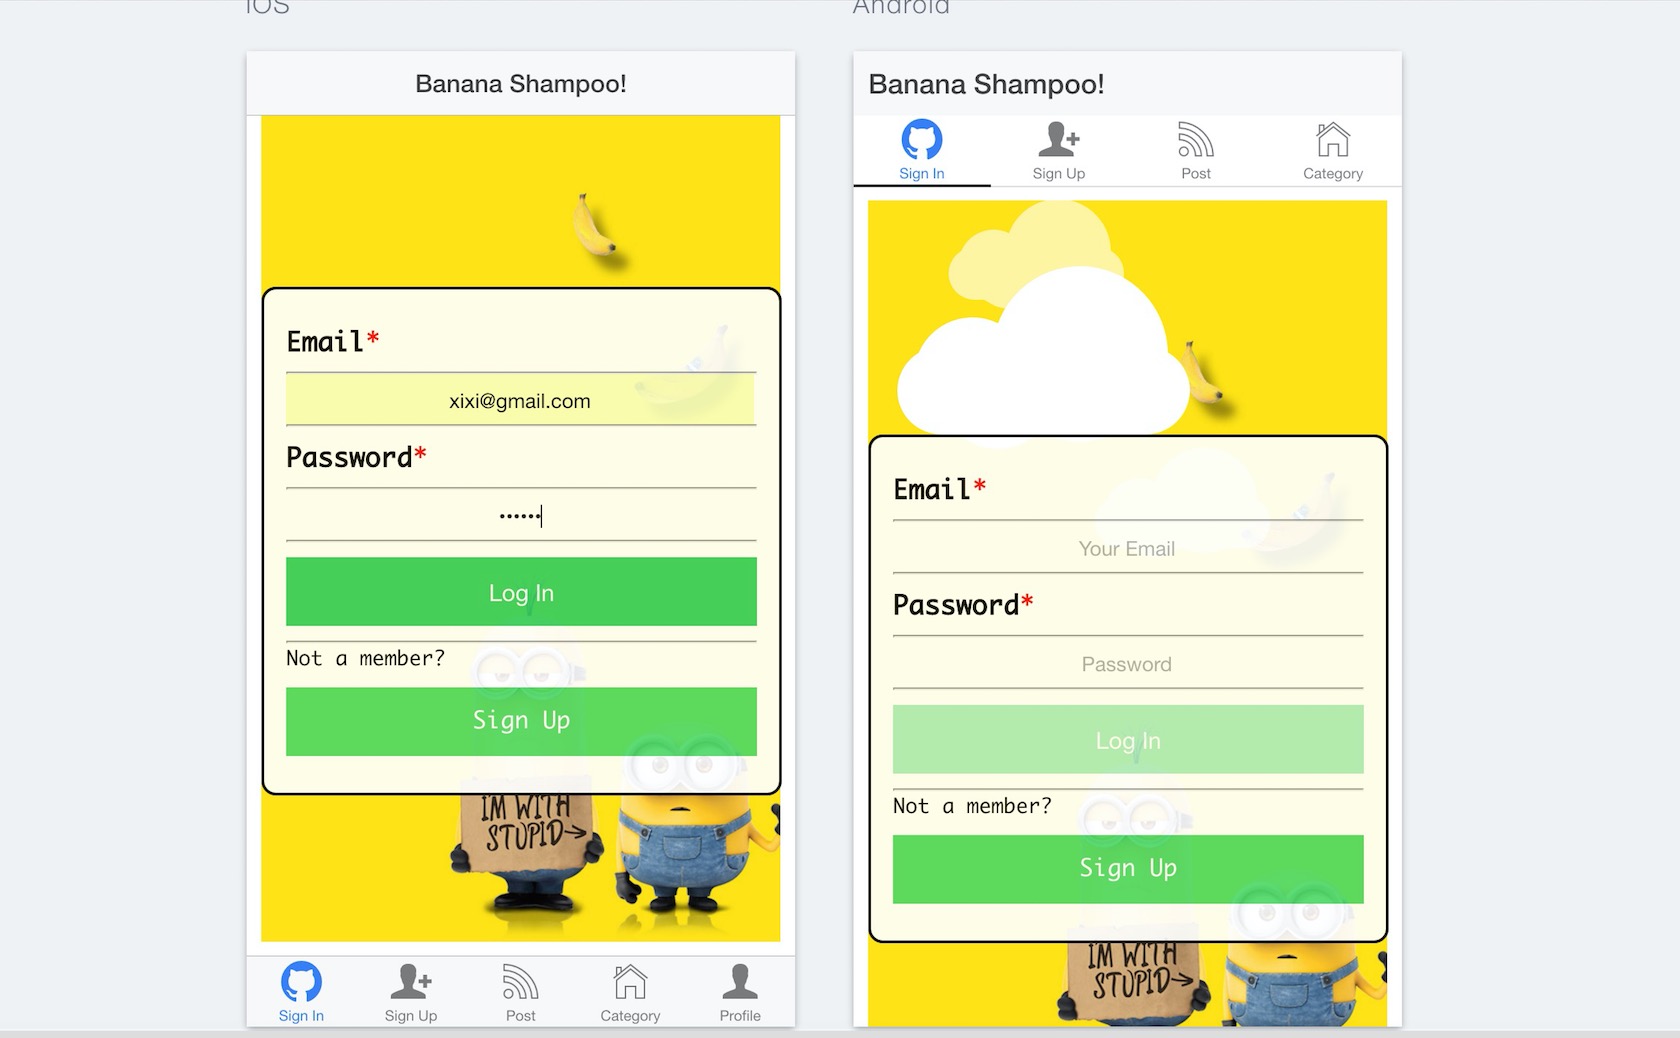 iOS
Banana Shampoo!
Email*
xixi@gmail.com
Password*
••••••
Log In
Not a member?
Sign Up
I'M WITH
STUPID→
Sign In
Sign Up
Post
Category
Profile
Android
Banana Shampoo!
Sign In
Sign Up
Post
Category
Email*
Your Email
Password*
Password
Log In
Not a member?
Sign Up
I'M WITH
STUPID→